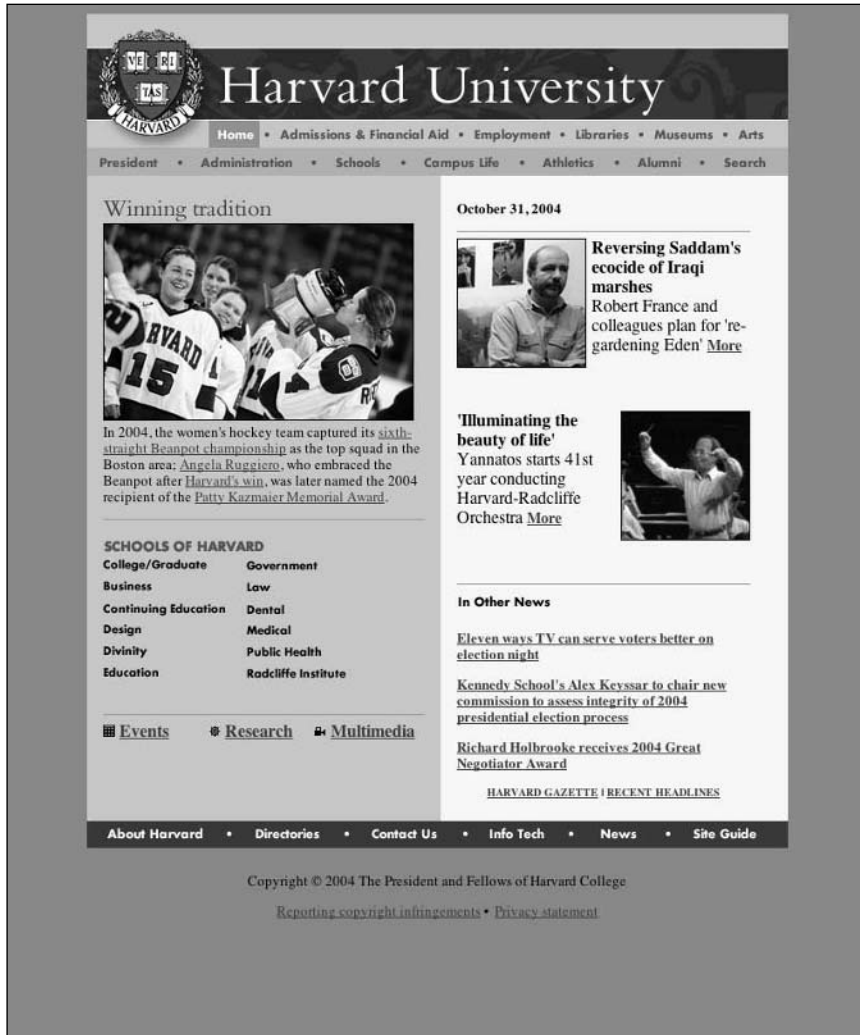 VE RI
TAS
HARVARD
Harvard University
Home • Admissions & Financial Aid • Employment • Libraries • Museums • Arts
President • Administration • Schools • Campus Life • Athletics • Alumni • Search
Winning tradition
HARVARD
15
In 2004, the women's hockey team captured its sixth-
straight Beanpot championship as the top squad in the
Boston area; Angela Ruggiero, who embraced the
Beanpot after Harvard's win, was later named the 2004
recipient of the Patty Kazmaier Memorial Award.
SCHOOLS OF HARVARD
College/Graduate Government
Business Law
Continuing Education Dental
Design Medical
Divinity Public Health
Education Radcliffe Institute
Events Research Multimedia
October 31, 2004
Reversing Saddam's
ecocide of Iraqi
marshes
Robert France and
colleagues plan for 're-
gardening Eden' More
'Illuminating the
beauty of life'
Yannatos starts 41st
year conducting
Harvard-Radcliffe
Orchestra More
In Other News
Eleven ways TV can serve voters better on
election night
Kennedy School's Alex Keyssar to chair new
commission to assess integrity of 2004
presidential election process
Richard Holbrooke receives 2004 Great
Negotiator Award
HARVARD GAZETTE | RECENT HEADLINES
About Harvard • Directories • Contact Us • Info Tech • News • Site Guide
Copyright © 2004 The President and Fellows of Harvard College
Reporting copyright infringements • Privacy statement